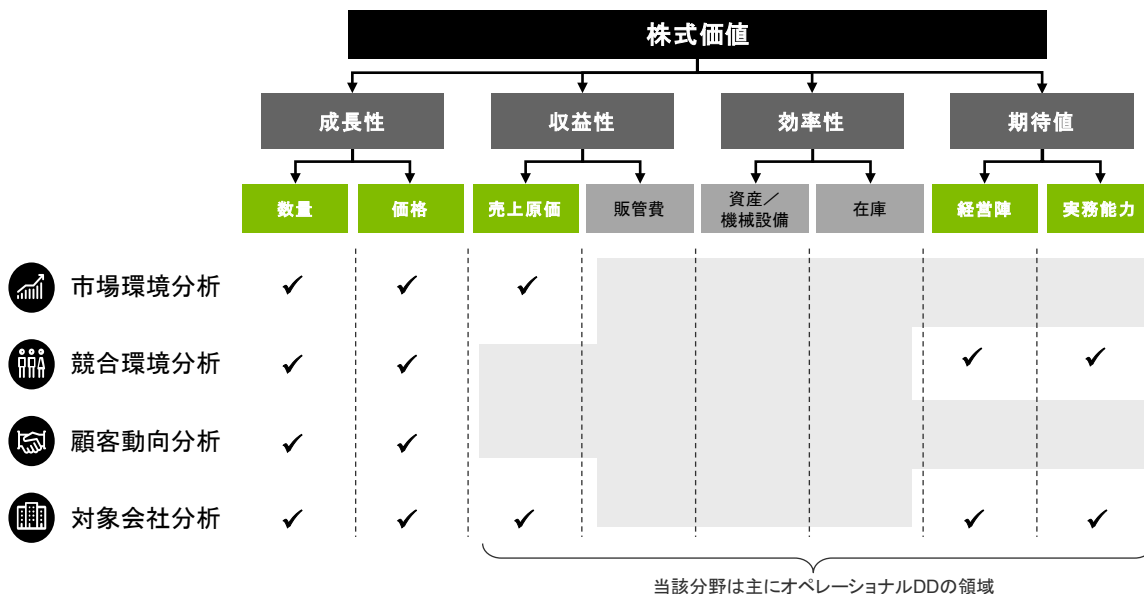 株式価値
成長性
収益性
効率性
期待値
数量
価格
売上原価
販管費
資産／
機械設備
在庫
経営陣
実務能力
市場環境分析
競合環境分析
顧客動向分析
対象会社分析
当該分野は主にオペレーショナルDDの領域